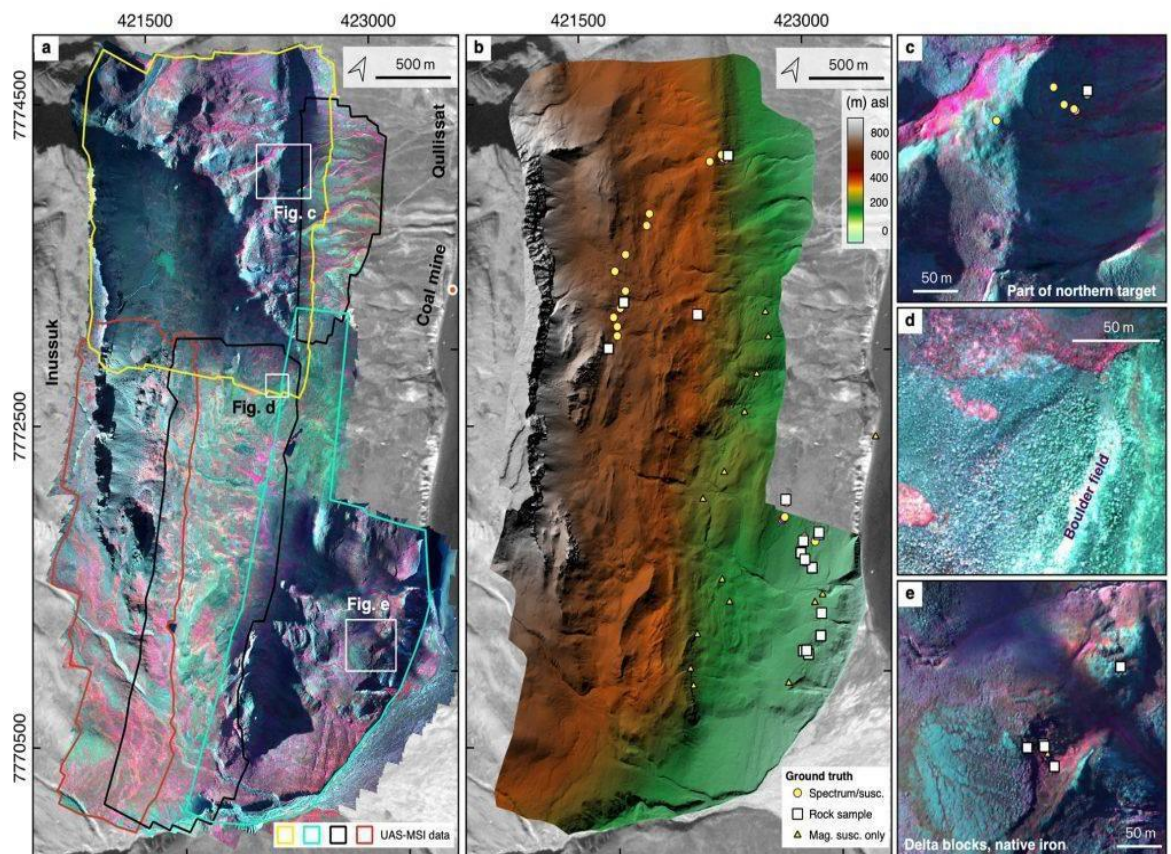 421500
423000
421500
423000
a
500 m
b
500 m
c
(m) asl
800
600
400
200
0
7774500
7772500
7770500
Qullissat
Fig. c
Coal mine
Inussuk
Fig. d
Fig. e
UAS-MSI data
Ground truth
Spectrum/susc.
Rock sample
Mag. susc. only
50 m
Part of northern target
d
50 m
Boulder field
e
50 m
Delta blocks, native iron